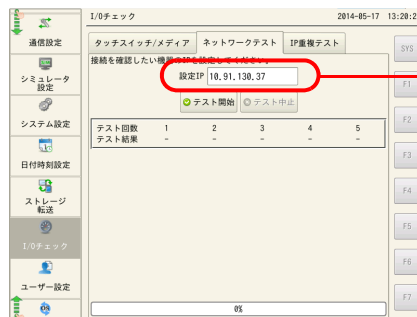 I/Oチェック 2014-05-17 13:20:2
通信設定
シミュレータ
設定
システム設定
日付時刻設定
ストレージ
転送
I/Oチェック
ユーザー設定
タッチスイッチ/メディア ネットワークテスト IP重複テスト
接続を確認したい機器のIPを設定してください。
設定IP 10.91.130.37
テスト開始 テスト中止
テスト回数 1 2 3 4 5
テスト結果 - - - - -
0%
SYS
F1
F2
F3
F4
F5
F6
F7